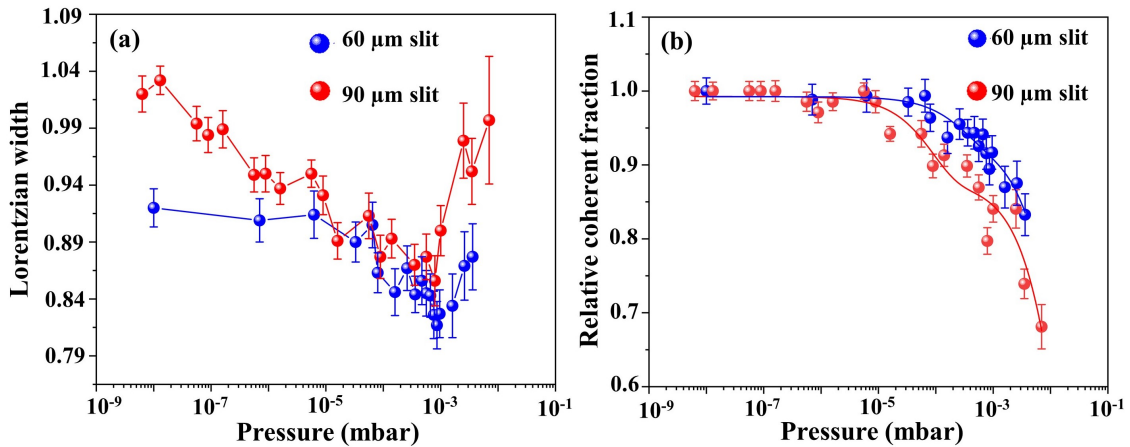 (a)
60 μm slit
90 μm slit
Lorentzian width
1.09
1.04
0.99
0.94
0.89
0.84
0.79
10-9
10-7
10-5
10-3
10-1
Pressure (mbar)
(b)
60 μm slit
90 μm slit
Relative coherent fraction
1.1
1.0
0.9
0.8
0.7
0.6
10-9
10-7
10-5
10-3
10-1
Pressure (mbar)